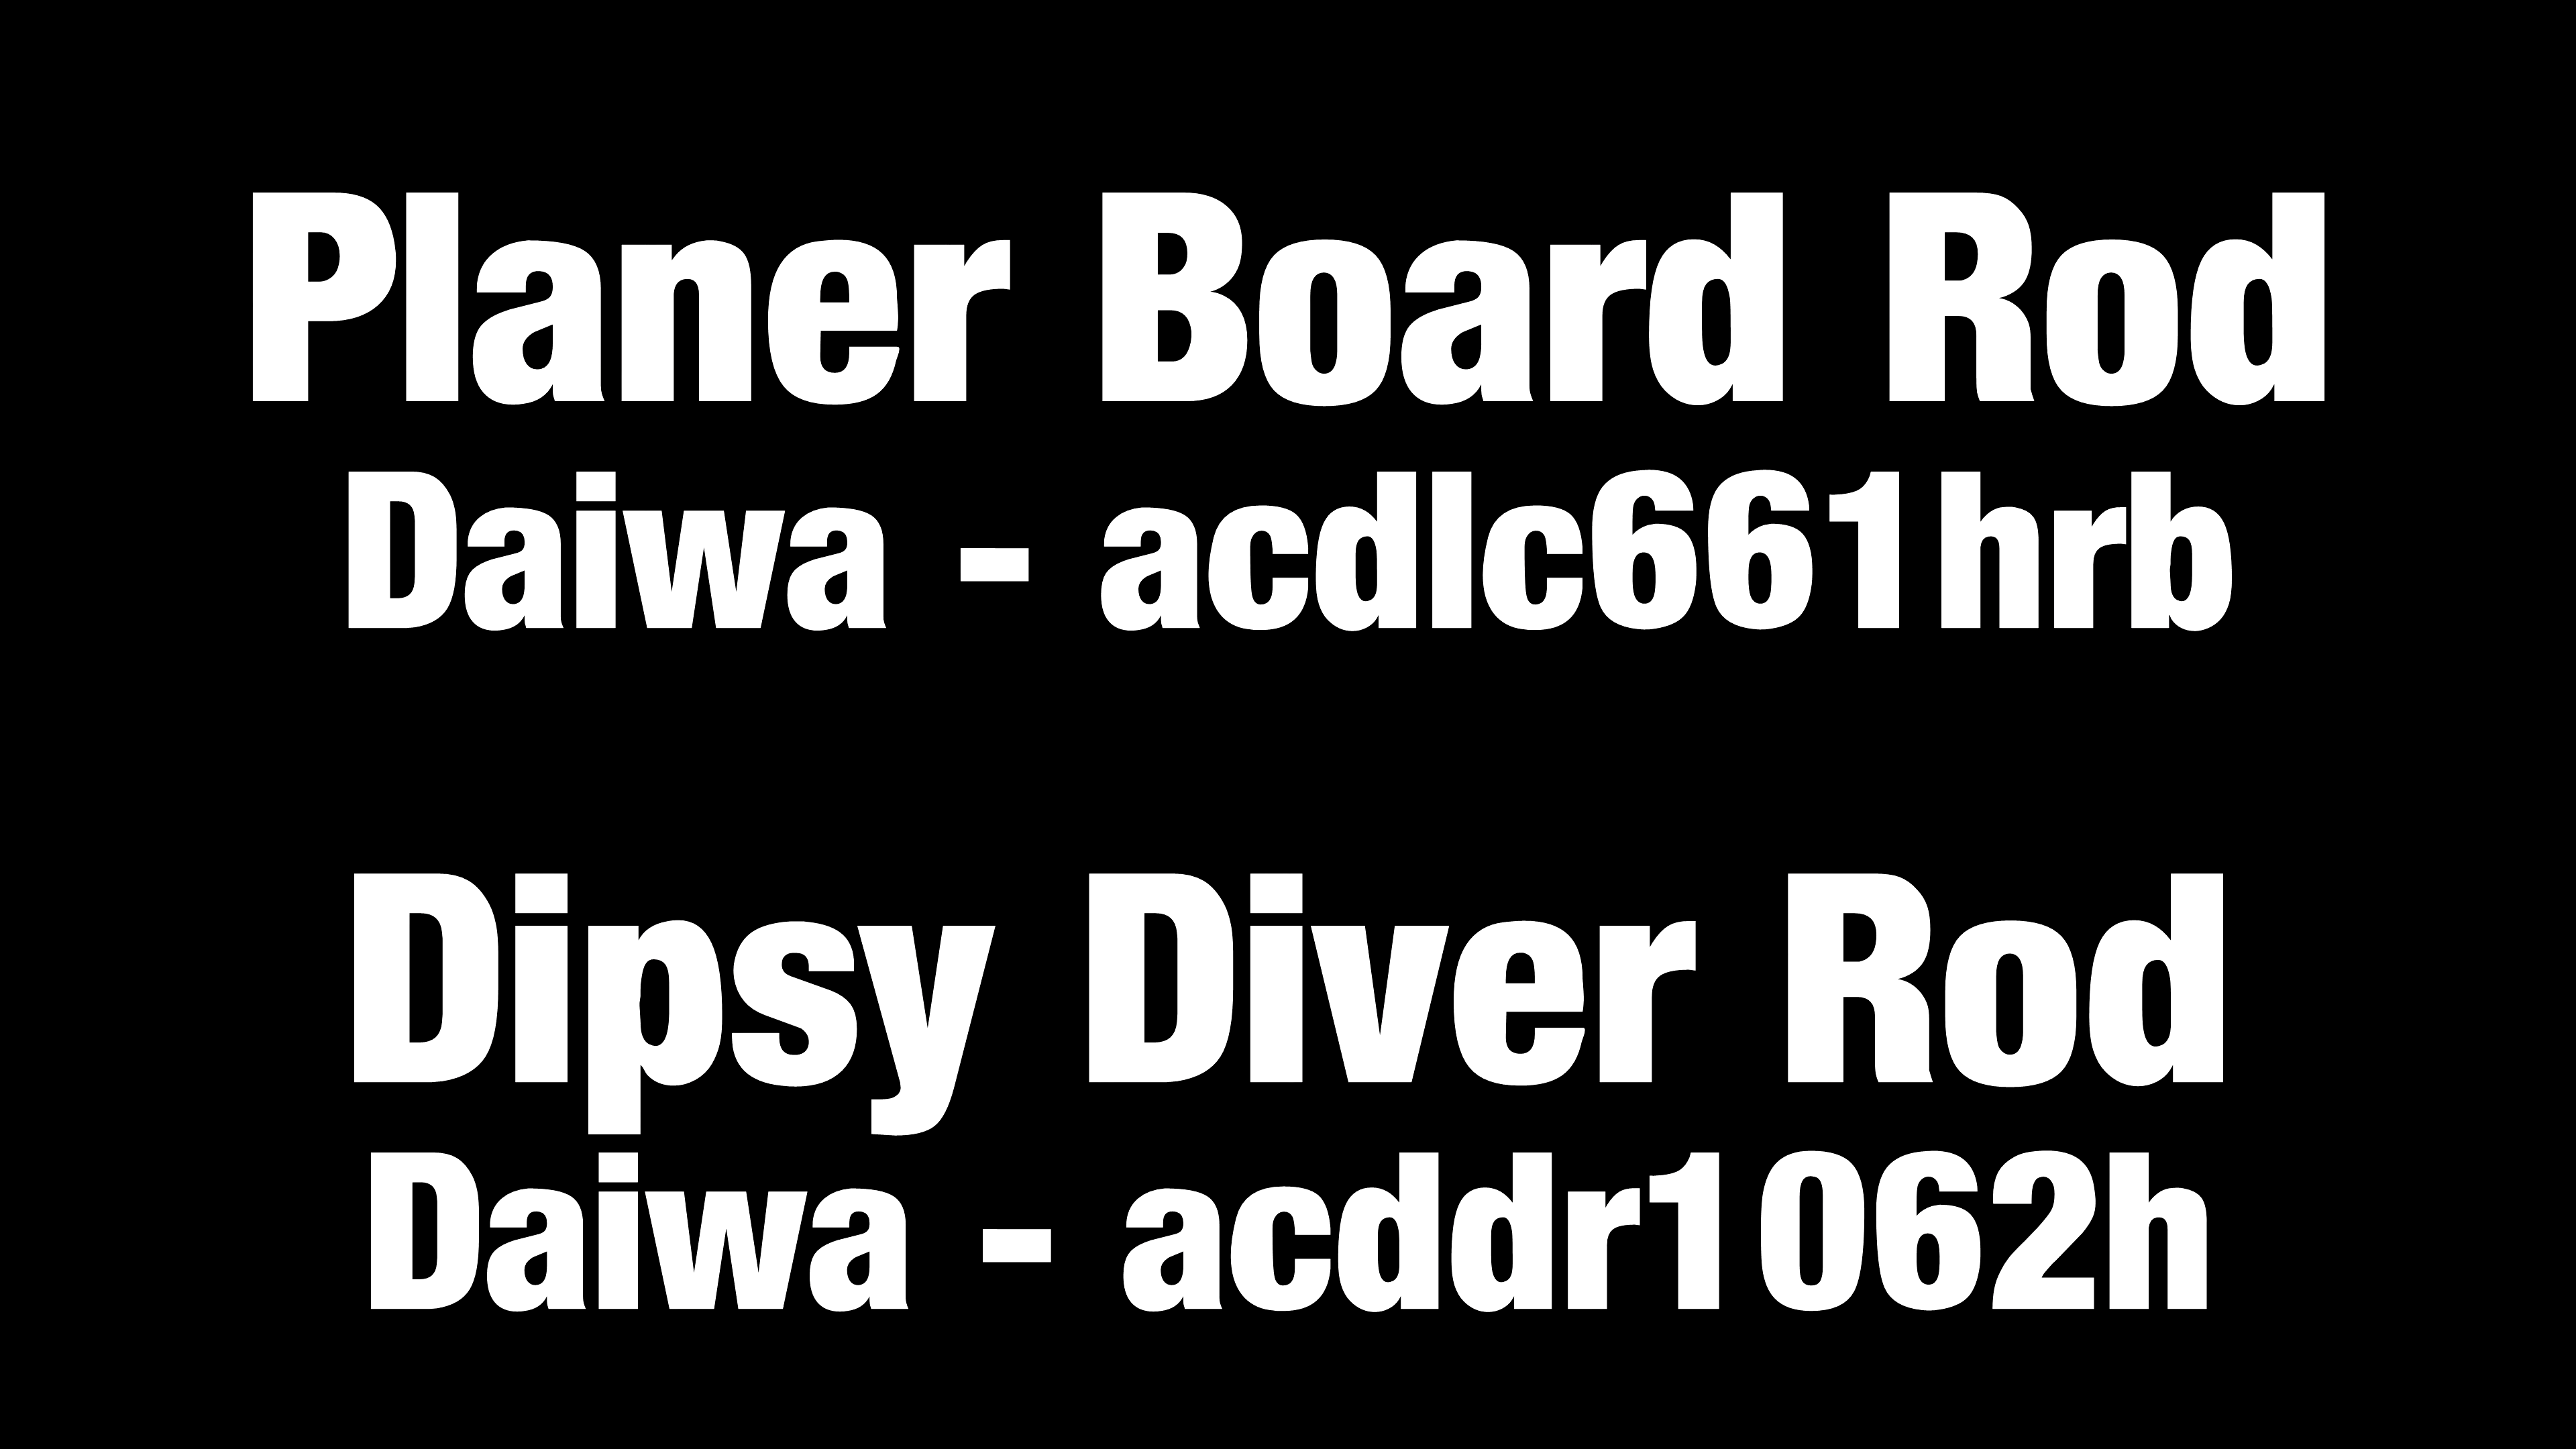 Planer Board Rod
Daiwa - acdlc661hrb
Dipsy Diver Rod
Daiwa - acddr1062h